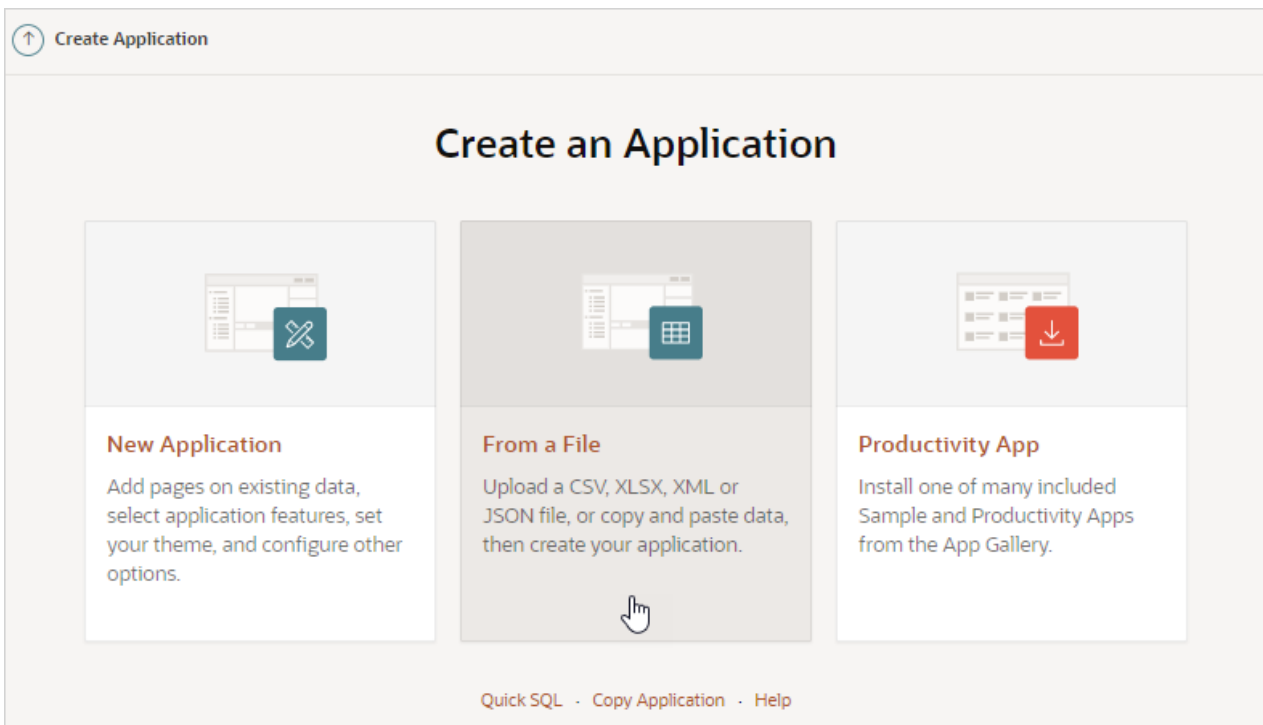 Create Application
Create an Application
New Application
Add pages on existing data,
select application features, set
your theme, and configure other
options.
From a File
Upload a CSV, XLSX, XML or
JSON file, or copy and paste data,
then create your application.
Productivity App
Install one of many included
Sample and Productivity Apps
from the App Gallery.
Quick SQL · Copy Application · Help